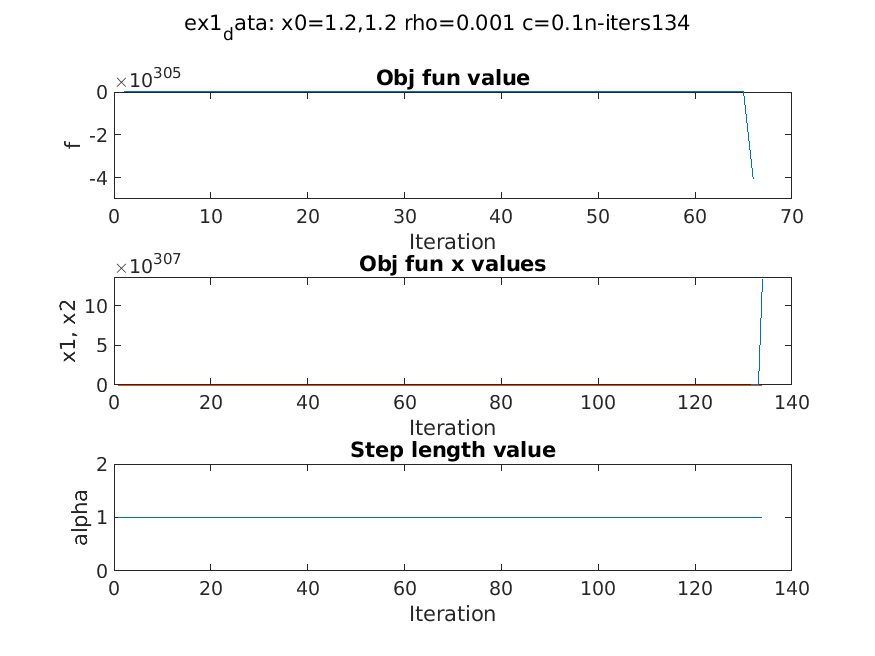 ex1_data: x0=1.2,1.2 rho=0.001 c=0.1n-iters134
×10^305
Obj fun value
0
-2
-4
f
0 10 20 30 40 50 60 70
Iteration
×10^307
Obj fun x values
10
5
0
x1, x2
0 20 40 60 80 100 120 140
Iteration
Step length value
2
1
0
alpha
0 20 40 60 80 100 120 140
Iteration